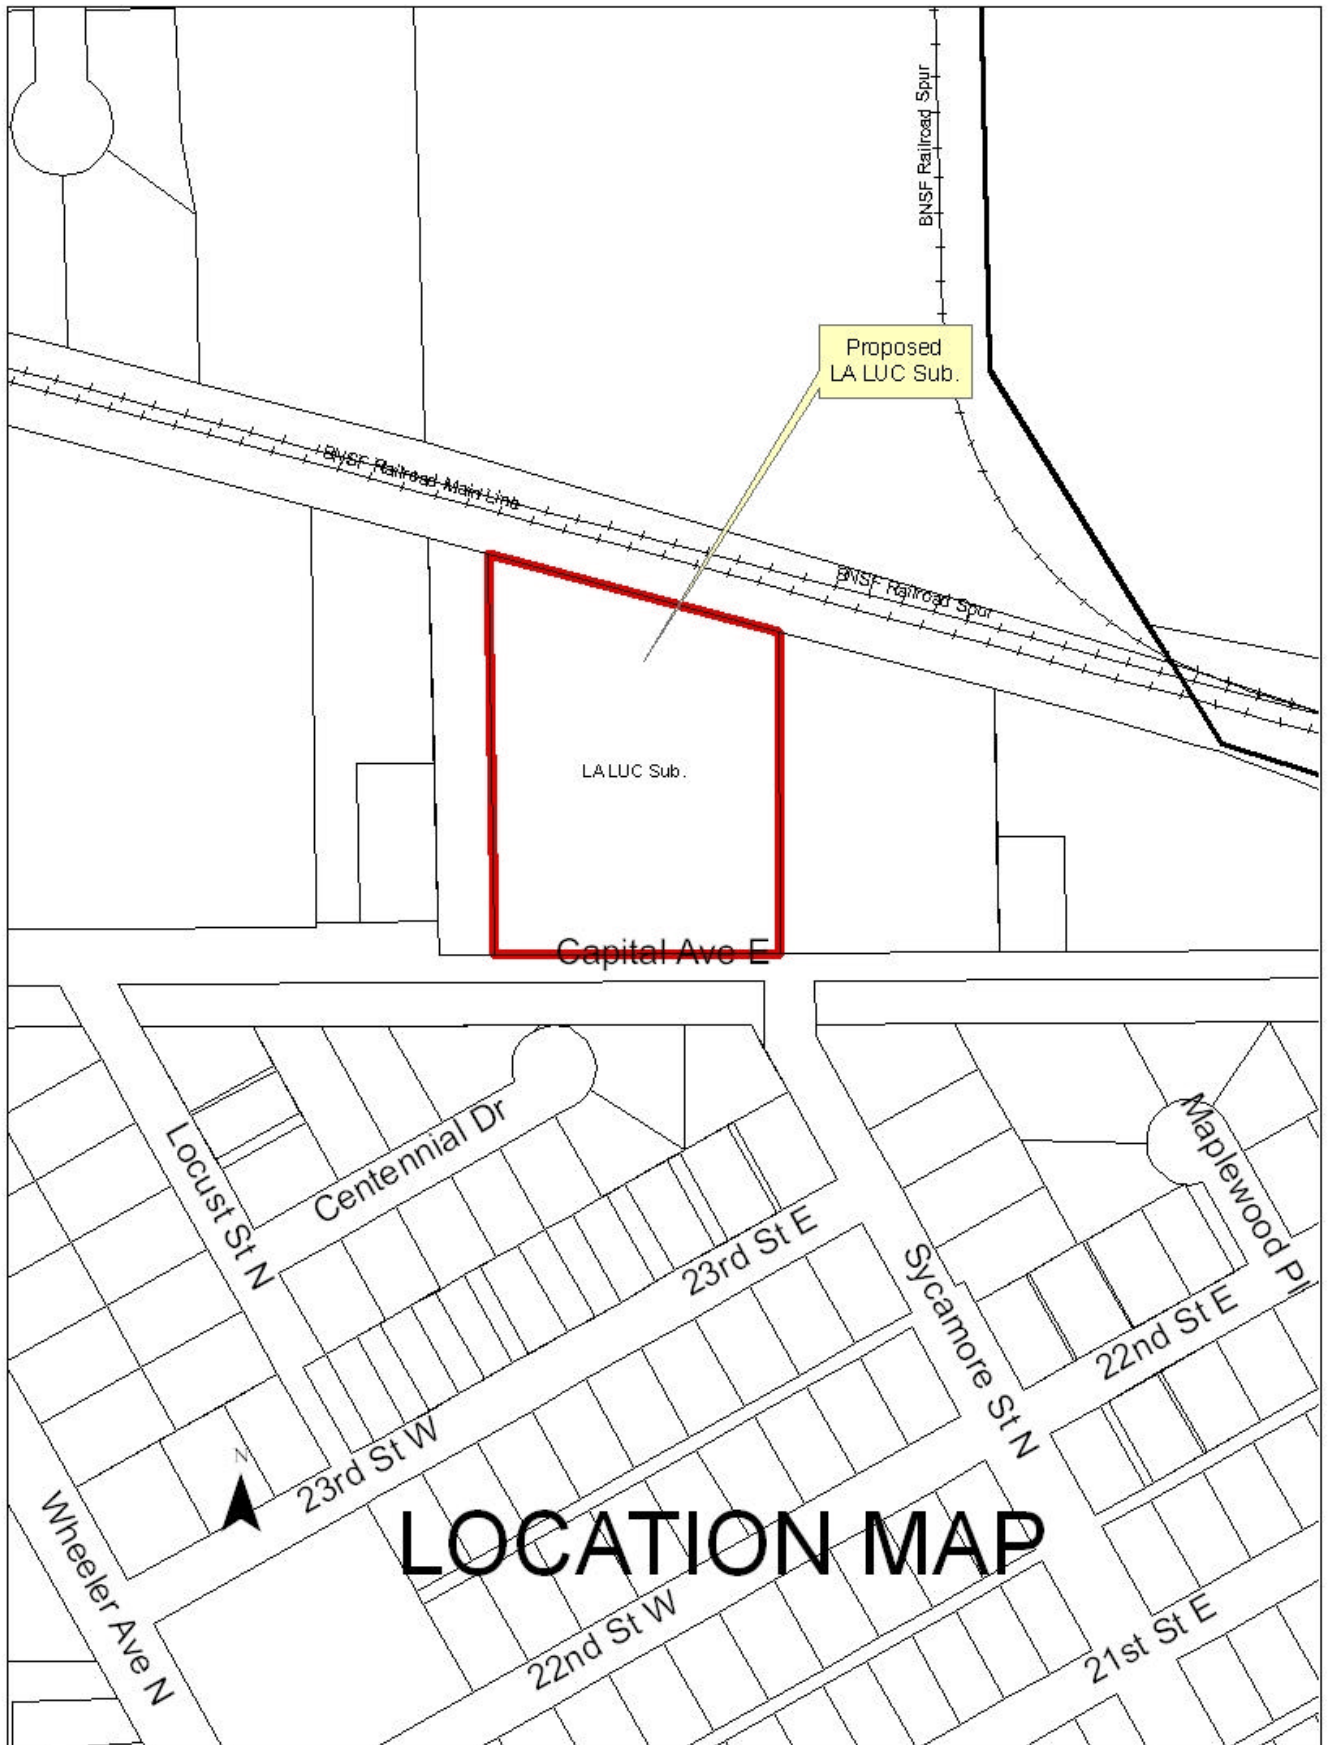 BNSF Railroad Spur
Proposed
LA LUC Sub.
BNSF Railroad Main Line
BNSF Railroad Spur
LA LUC Sub.
Capital Ave E
Locust St N
Centennial Dr
Maplewood Pl
23rd St E
Sycamore St N
22nd St E
23rd St W
N
Wheeler Ave N
LOCATION MAP
22nd St W
21st St E